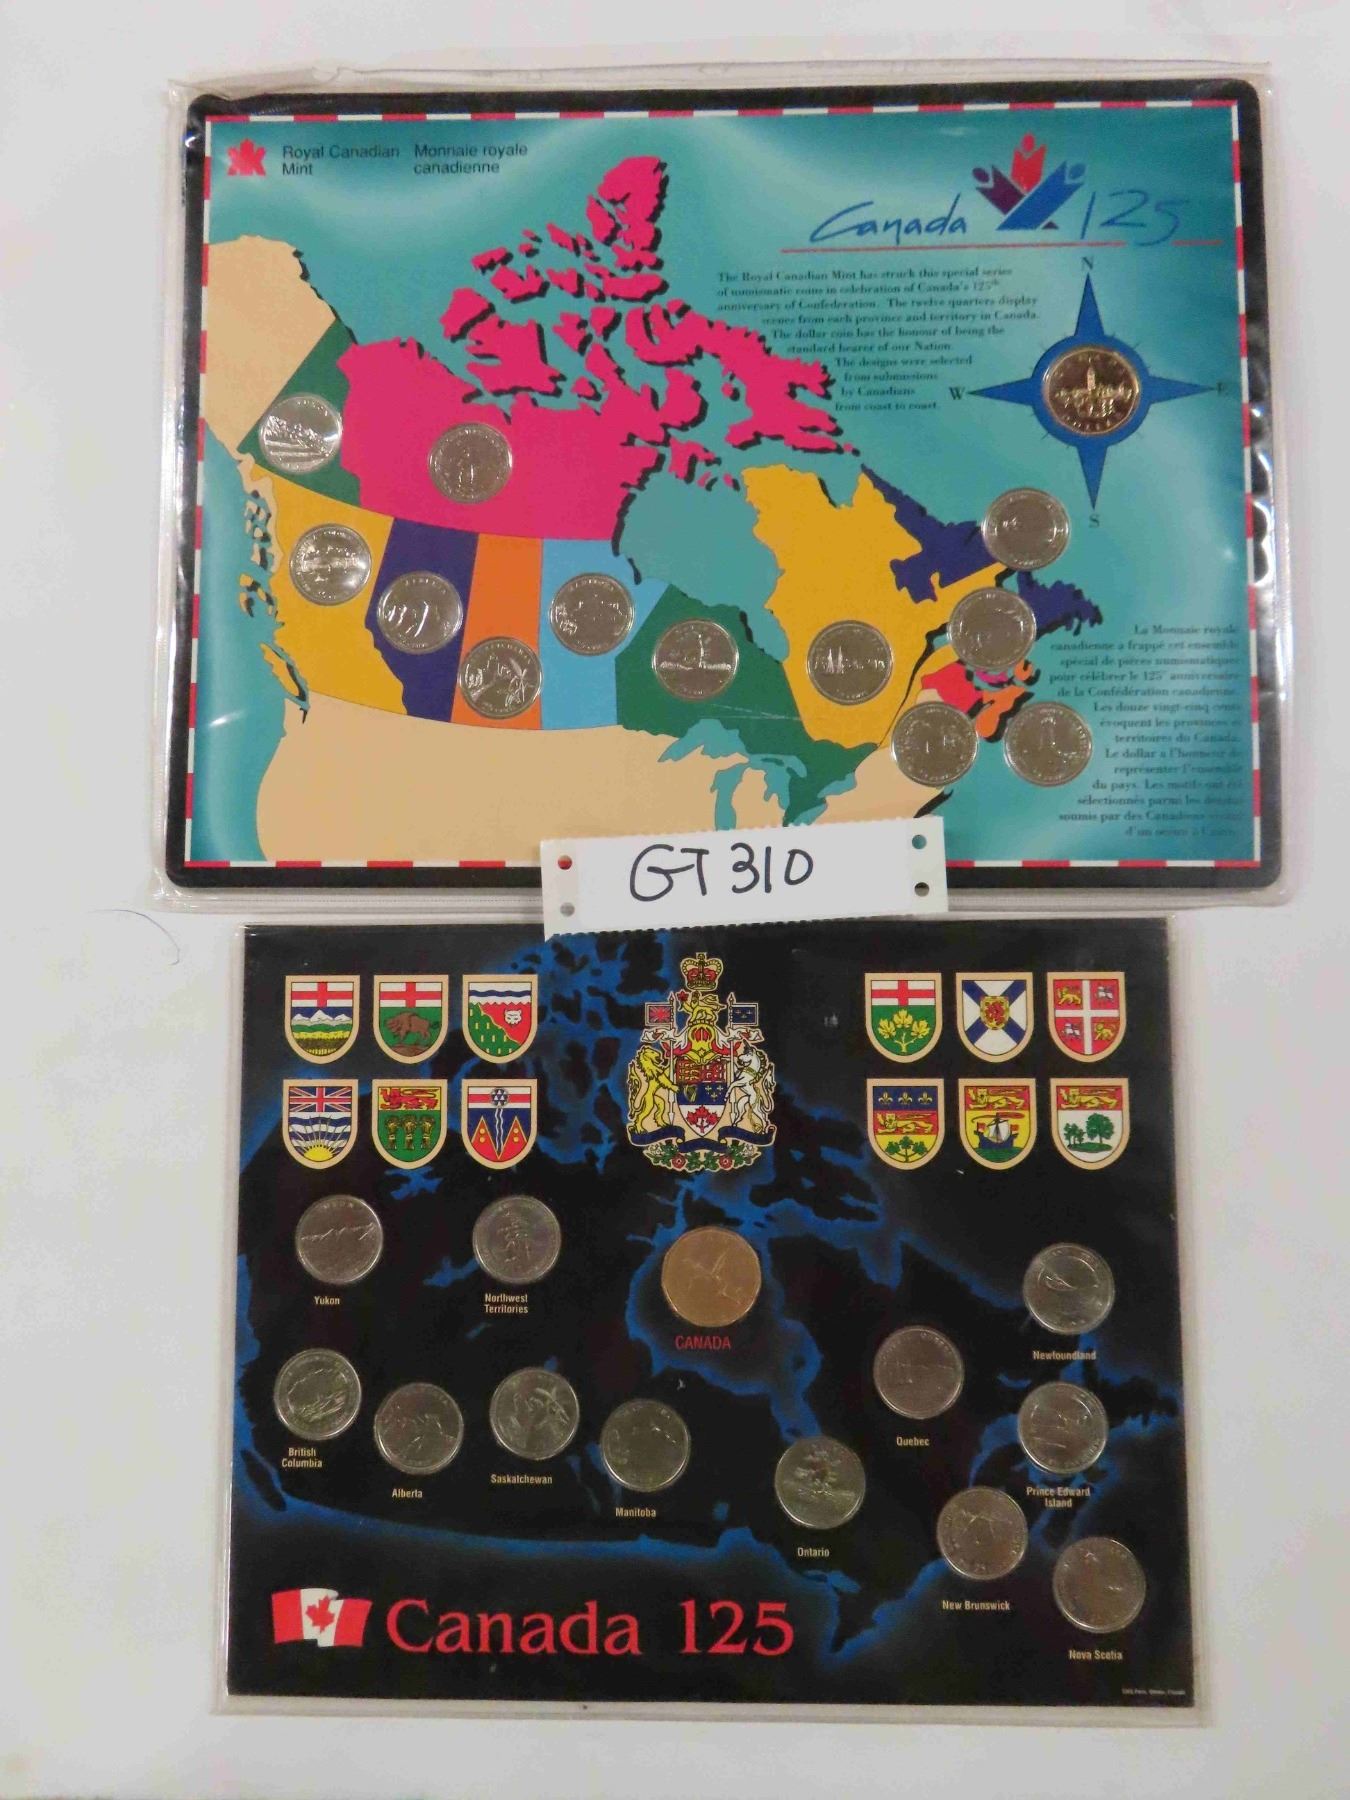 Royal Canadian Mint
Monnaie royale canadienne
Canada 125
The Royal Canadian Mint has struck this special series
of numismatic coins in celebration of Canada's 125th
anniversary of Confederation. The twelve quarters display
scenes from each province and territory in Canada.
The dollar coin has the honour of being the
standard bearer of our Nation.
The designs were selected
from submissions
by Canadians
from coast to coast.
N
W
E
S
La Monnaie royale
canadienne a frappé cet ensemble
spécial de pièces numismatiques
pour célébrer le 125e anniversaire
de la Confédération canadienne.
Les douze vingt-cinq cents
évoquent les provinces et
territoires du Canada.
Le dollar a l'honneur de
représenter l'ensemble
du pays. Les motifs ont été
sélectionnés parmi les dessins
soumis par des Canadiens
d'un océan à l'autre.
GT 310
Yukon
Northwest
Territories
CANADA
Newfoundland
British
Columbia
Alberta
Saskatchewan
Manitoba
Ontario
Quebec
Prince Edward
Island
New Brunswick
Nova Scotia
Canada 125